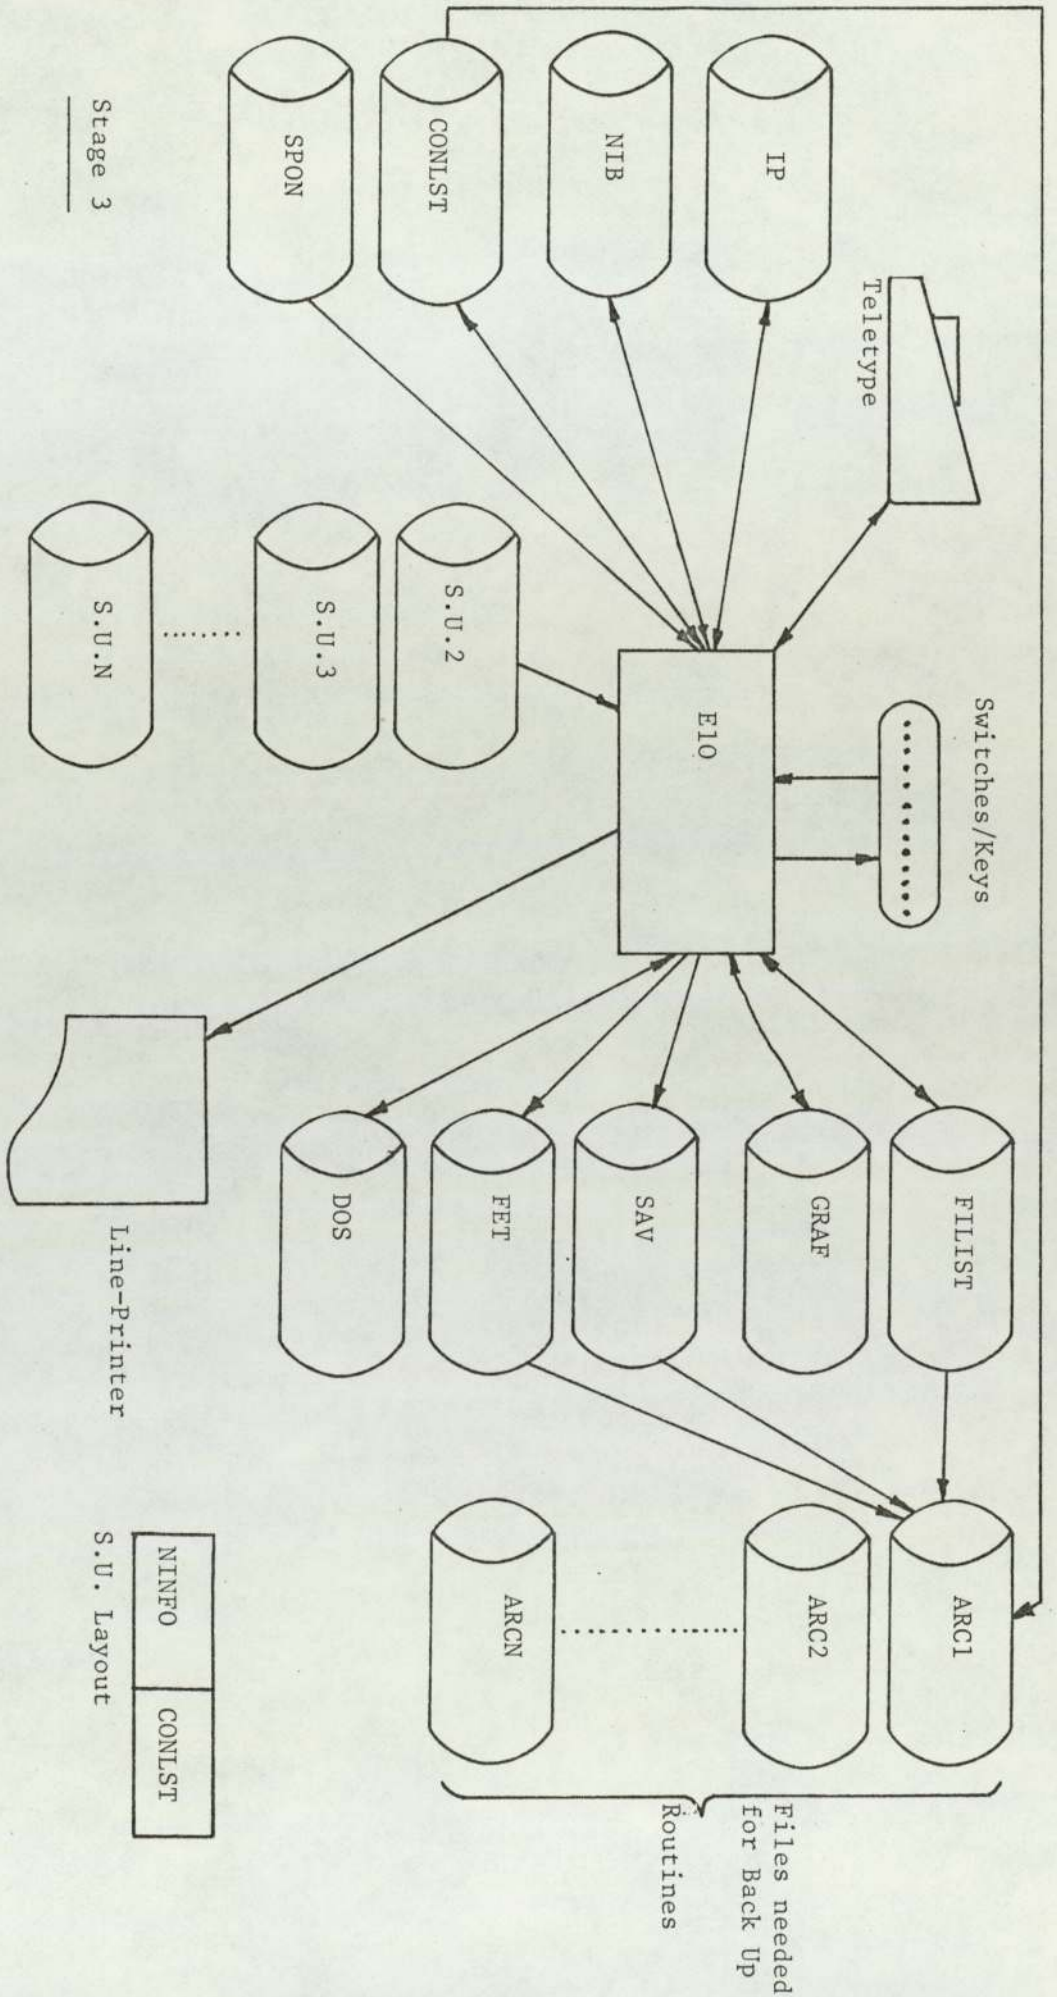 Switches/Keys
Teletype
IP
NIB
CONLST
SPON
E10
S.U.2
S.U.3
S.U.N
FILIST
GRAF
SAV
FET
DOS
ARC1
ARC2
ARCN
Files needed
for Back Up
Routines
Line-Printer
NINFO
CONLST
S.U. Layout
Stage 3